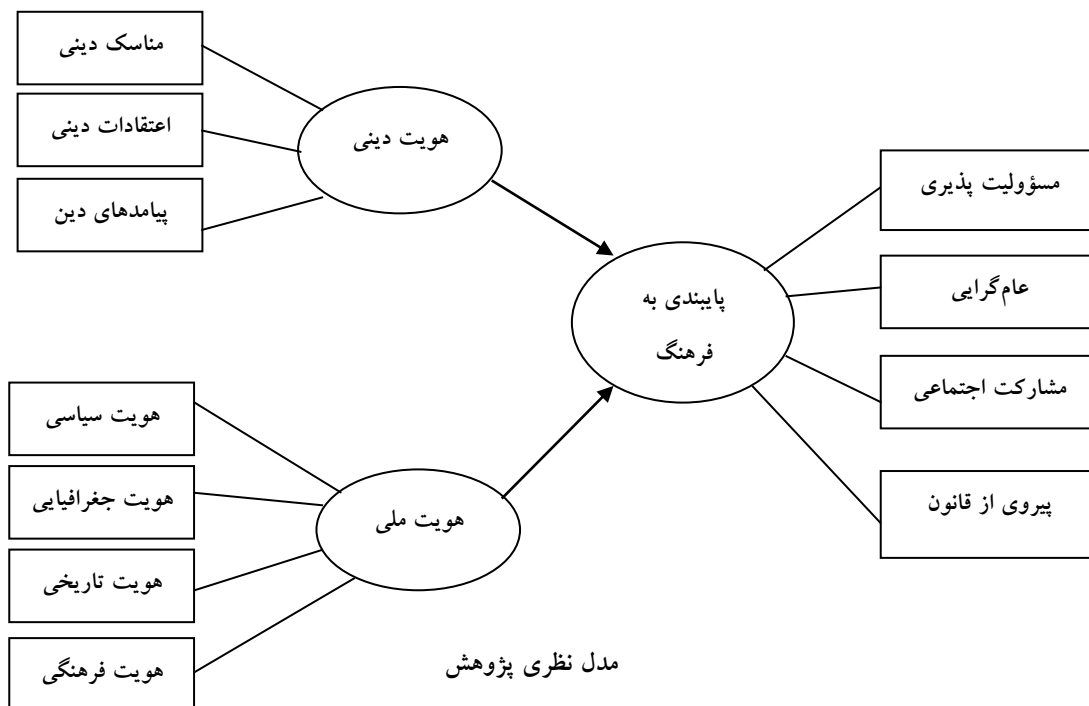 مناسک دینی
اعتقادات دینی
پیامدهای دین
هویت دینی
مسؤولیت پذیری
عام‌گرایی
مشارکت اجتماعی
پیروی از قانون
پایبندی به
فرهنگ
هویت سیاسی
هویت جغرافیایی
هویت تاریخی
هویت فرهنگی
هویت ملی
مدل نظری پژوهش